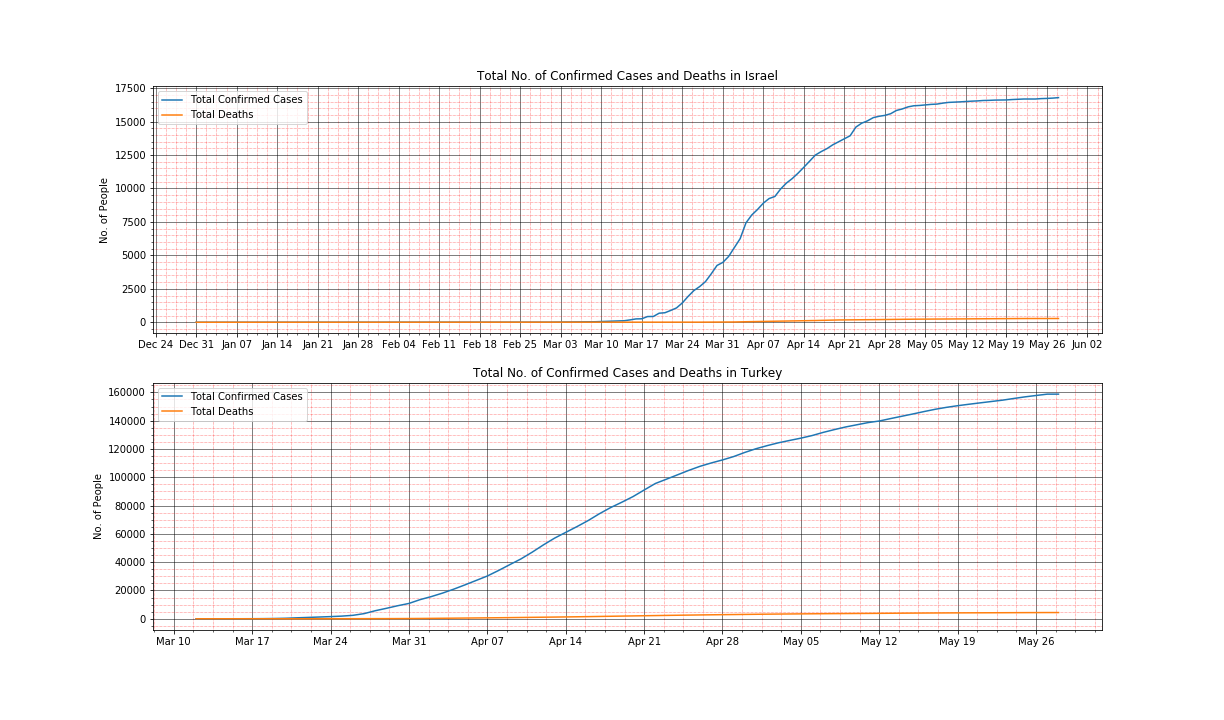 Total No. of Confirmed Cases and Deaths in Israel
17500
15000
12500
10000
7500
5000
2500
0
No. of People
Total Confirmed Cases
Total Deaths
Dec 24 Dec 31 Jan 07 Jan 14 Jan 21 Jan 28 Feb 04 Feb 11 Feb 18 Feb 25 Mar 03 Mar 10 Mar 17 Mar 24 Mar 31 Apr 07 Apr 14 Apr 21 Apr 28 May 05 May 12 May 19 May 26 Jun 02
Total No. of Confirmed Cases and Deaths in Turkey
160000
140000
120000
100000
80000
60000
40000
20000
0
No. of People
Total Confirmed Cases
Total Deaths
Mar 10 Mar 17 Mar 24 Mar 31 Apr 07 Apr 14 Apr 21 Apr 28 May 05 May 12 May 19 May 26